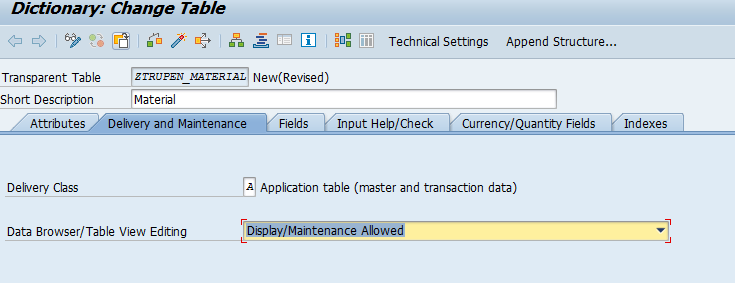 Dictionary: Change Table
Technical Settings Append Structure...
Transparent Table ZTRUPEN_MATERIAL New(Revised)
Short Description Material
Attributes Delivery and Maintenance Fields Input Help/Check Currency/Quantity Fields Indexes
Delivery Class A Application table (master and transaction data)
Data Browser/Table View Editing Display/Maintenance Allowed